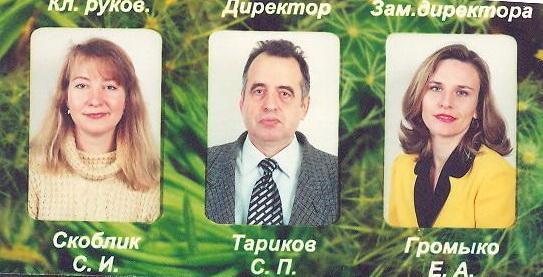 Кл. руков.
Директор
Зам.директора
Скоблик
С. И.
Тариков
С. П.
Громыко
Е. А.